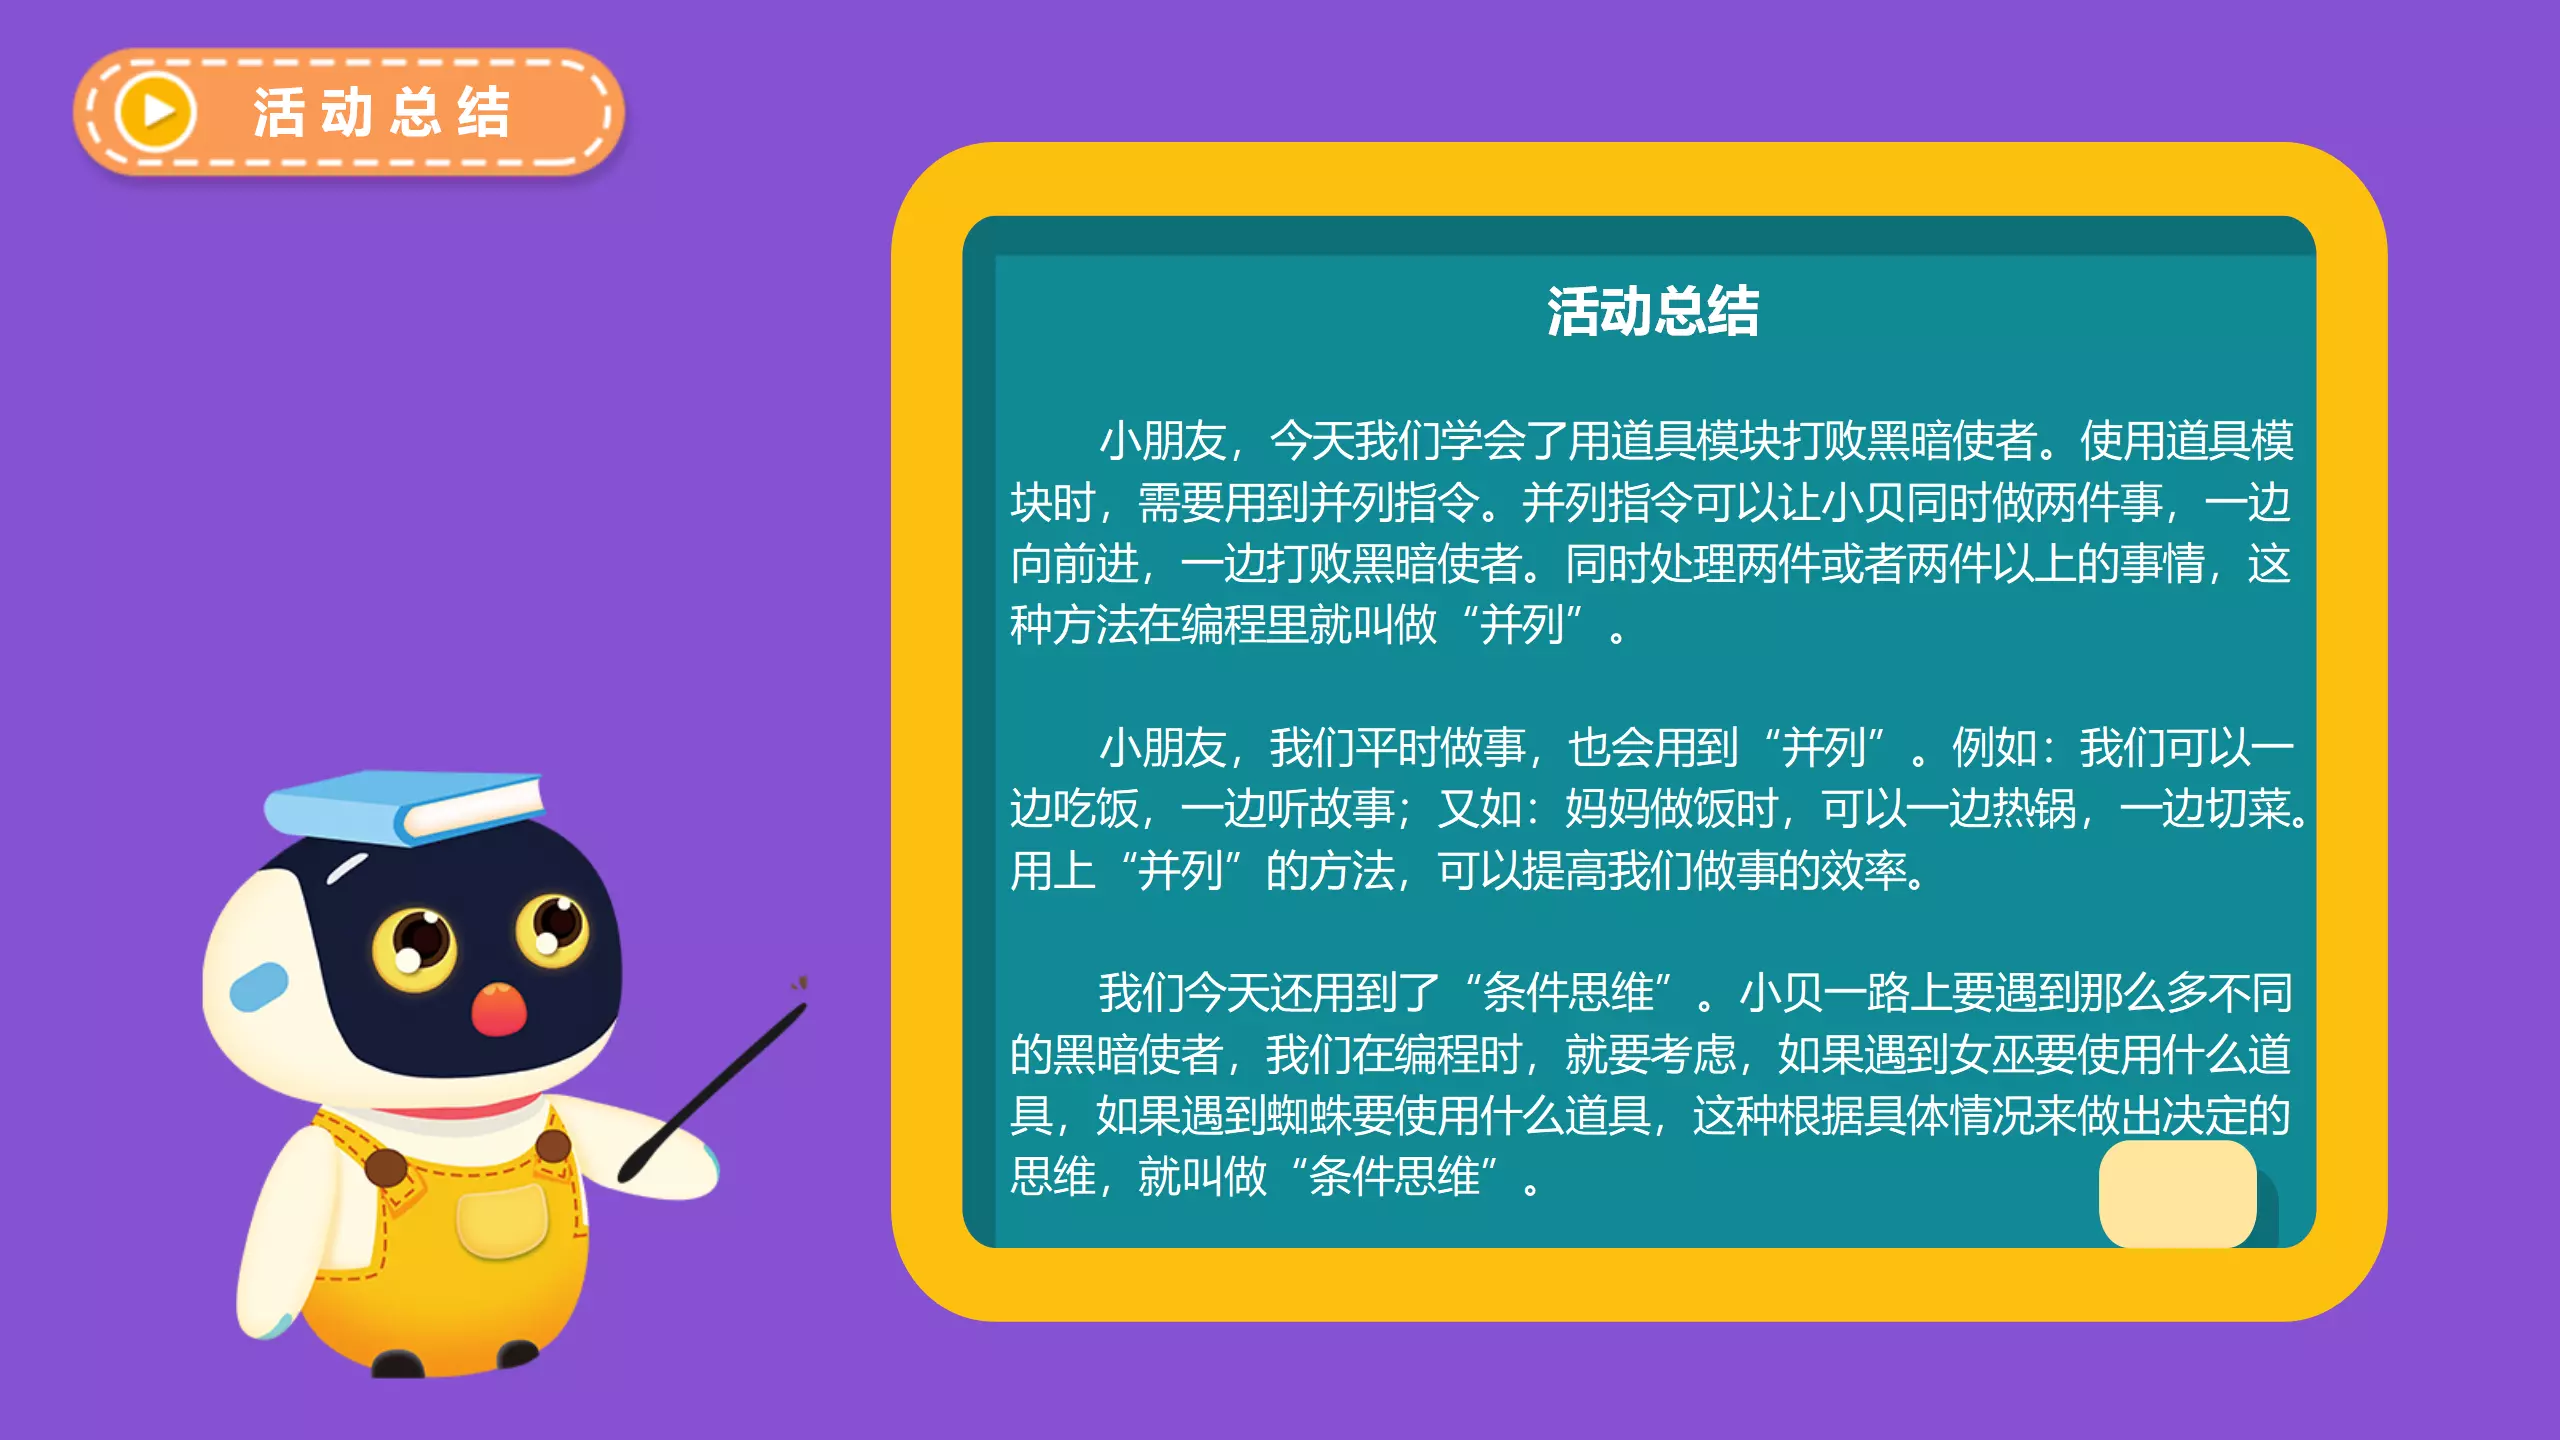 活动总结
活动总结
小朋友，今天我们学会了用道具模块打败黑暗使者。使用道具模
块时，需要用到并列指令。并列指令可以让小贝同时做两件事，一边
向前进，一边打败黑暗使者。同时处理两件或者两件以上的事情，这
种方法在编程里就叫做“并列”。
小朋友，我们平时做事，也会用到“并列”。例如：我们可以一
边吃饭，一边听故事；又如：妈妈做饭时，可以一边热锅，一边切菜。
用上“并列”的方法，可以提高我们做事的效率。
我们今天还用到了“条件思维”。小贝一路上要遇到那么多不同
的黑暗使者，我们在编程时，就要考虑，如果遇到女巫要使用什么道
具，如果遇到蜘蛛要使用什么道具，这种根据具体情况来做出决定的
思维，就叫做“条件思维”。